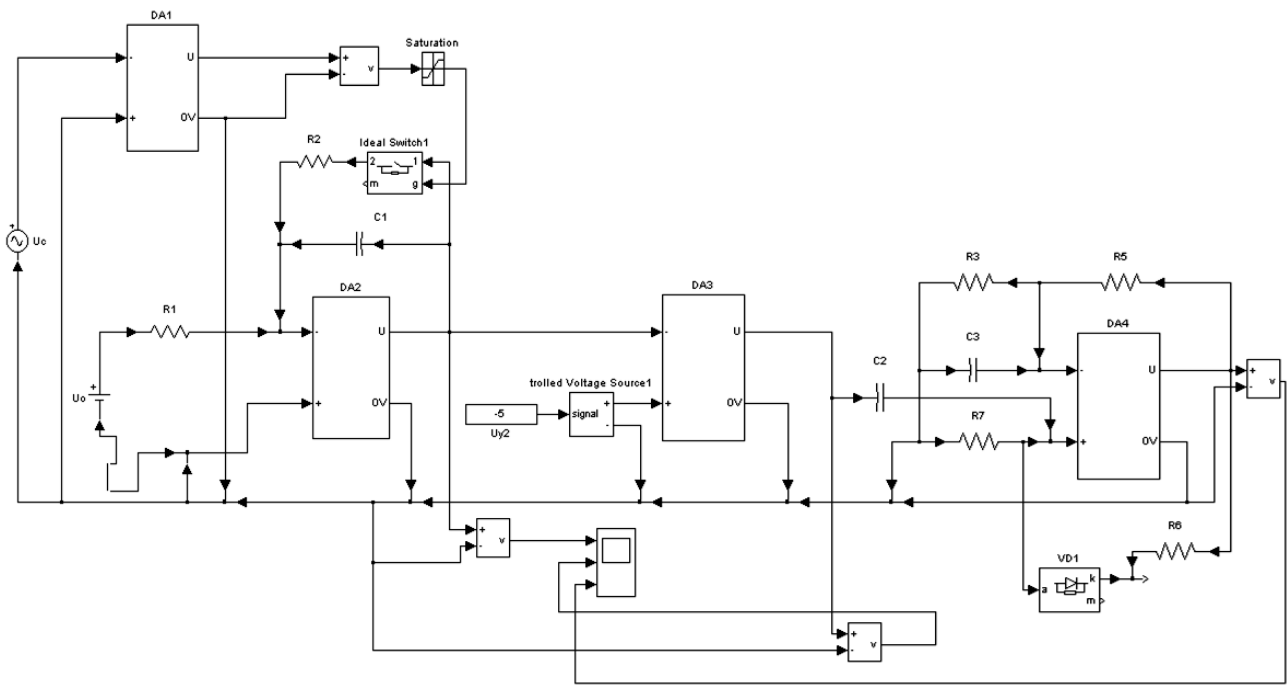 DA1
-
U
+
0V
+
-
v
Saturation
R2
Ideal Switch1
2
1
m
g
C1
+
Uc
R1
DA2
-
U
+
0V
+
Uo
DA3
-
U
+
0V
trolled Voltage Source1
-5
Uy2
signal
+
-
C2
R3
R5
C3
R7
DA4
-
U
+
0V
+
-
v
+
-
v
R6
VD1
a
k
m
+
-
v